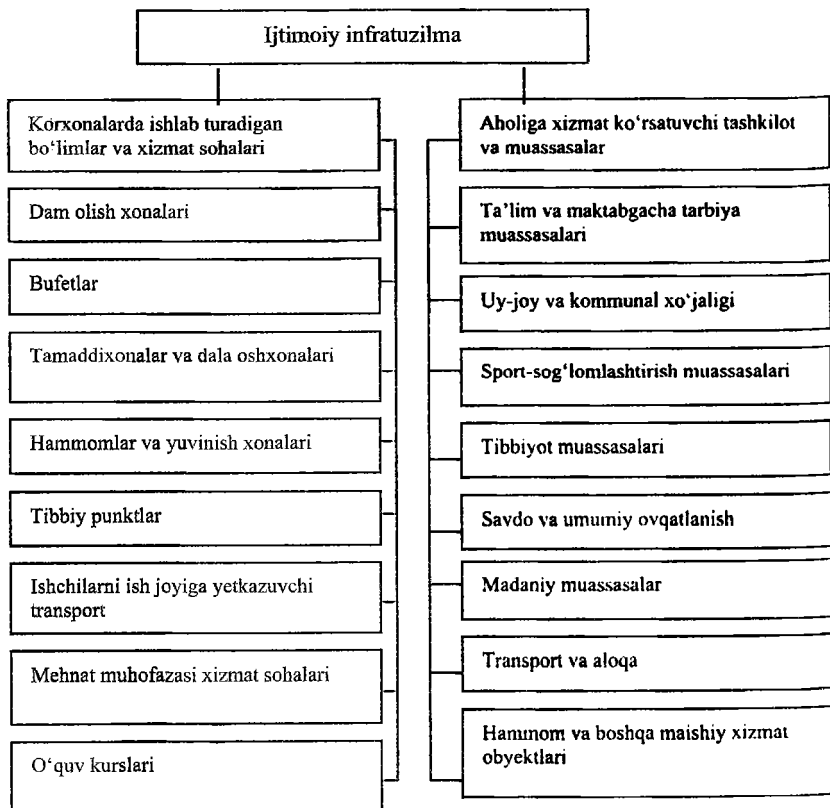 Ijtimoiy infratuzilma
Korxonalarda ishlab turadigan
bo‘limlar va xizmat sohalari
Dam olish xonalari
Bufetlar
Tamaddixonalar va dala oshxonalari
Hammomlar va yuvinish xonalari
Tibbiy punktlar
Ishchilarni ish joyiga yetkazuvchi
transport
Mehnat muhofazasi xizmat sohalari
O‘quv kurslari
Aholiga xizmat ko‘rsatuvchi tashkilot
va muassasalar
Ta’lim va maktabgacha tarbiya
muassasalari
Uy-joy va kommunal xo‘jaligi
Sport-sog‘lomlashtirish muassasalari
Tibbiyot muassasalari
Savdo va umumiy ovqatlanish
Madaniy muassasalar
Transport va aloqa
Hammom va boshqa maishiy xizmat
obyektlari